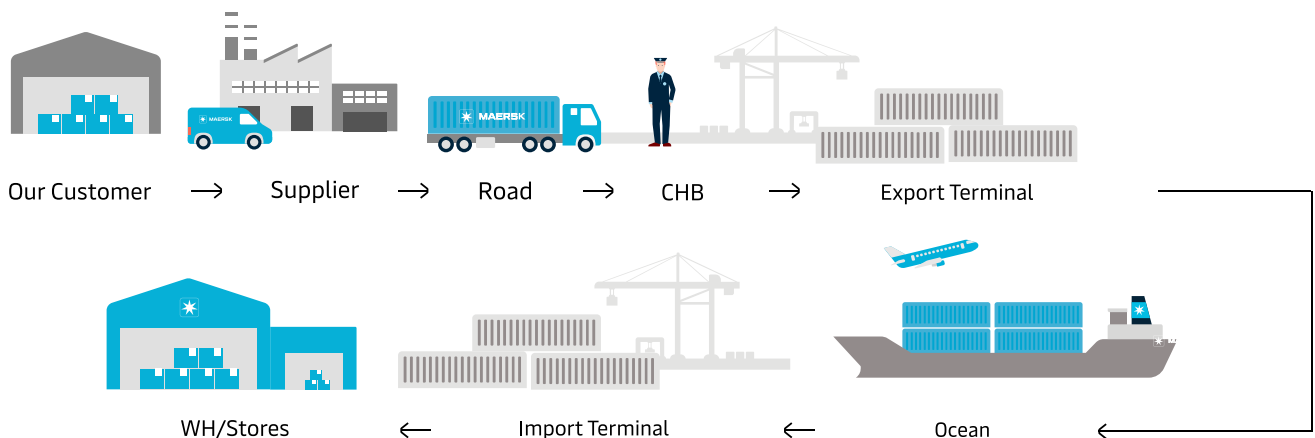 MAERSK
MAERSK
Our Customer
Supplier
Road
CHB
Export Terminal
WH/Stores
Import Terminal
Ocean